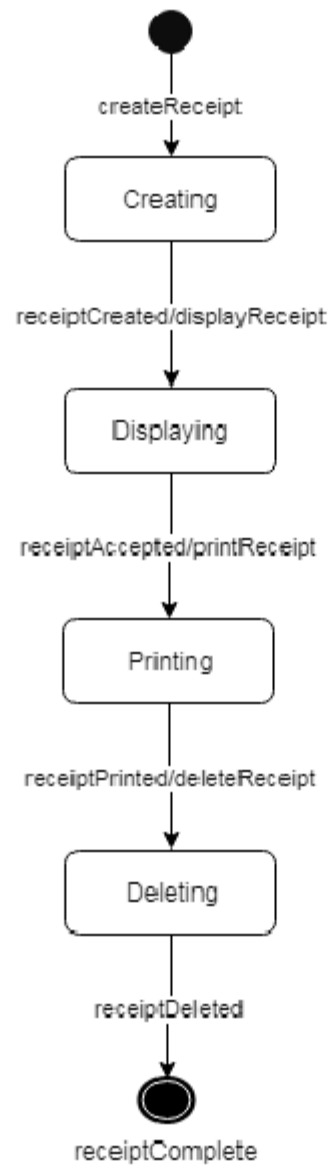 createReceipt
Creating
receiptCreated/displayReceipt
Displaying
receiptAccepted/printReceipt
Printing
receiptPrinted/deleteReceipt
Deleting
receiptDeleted
receiptComplete